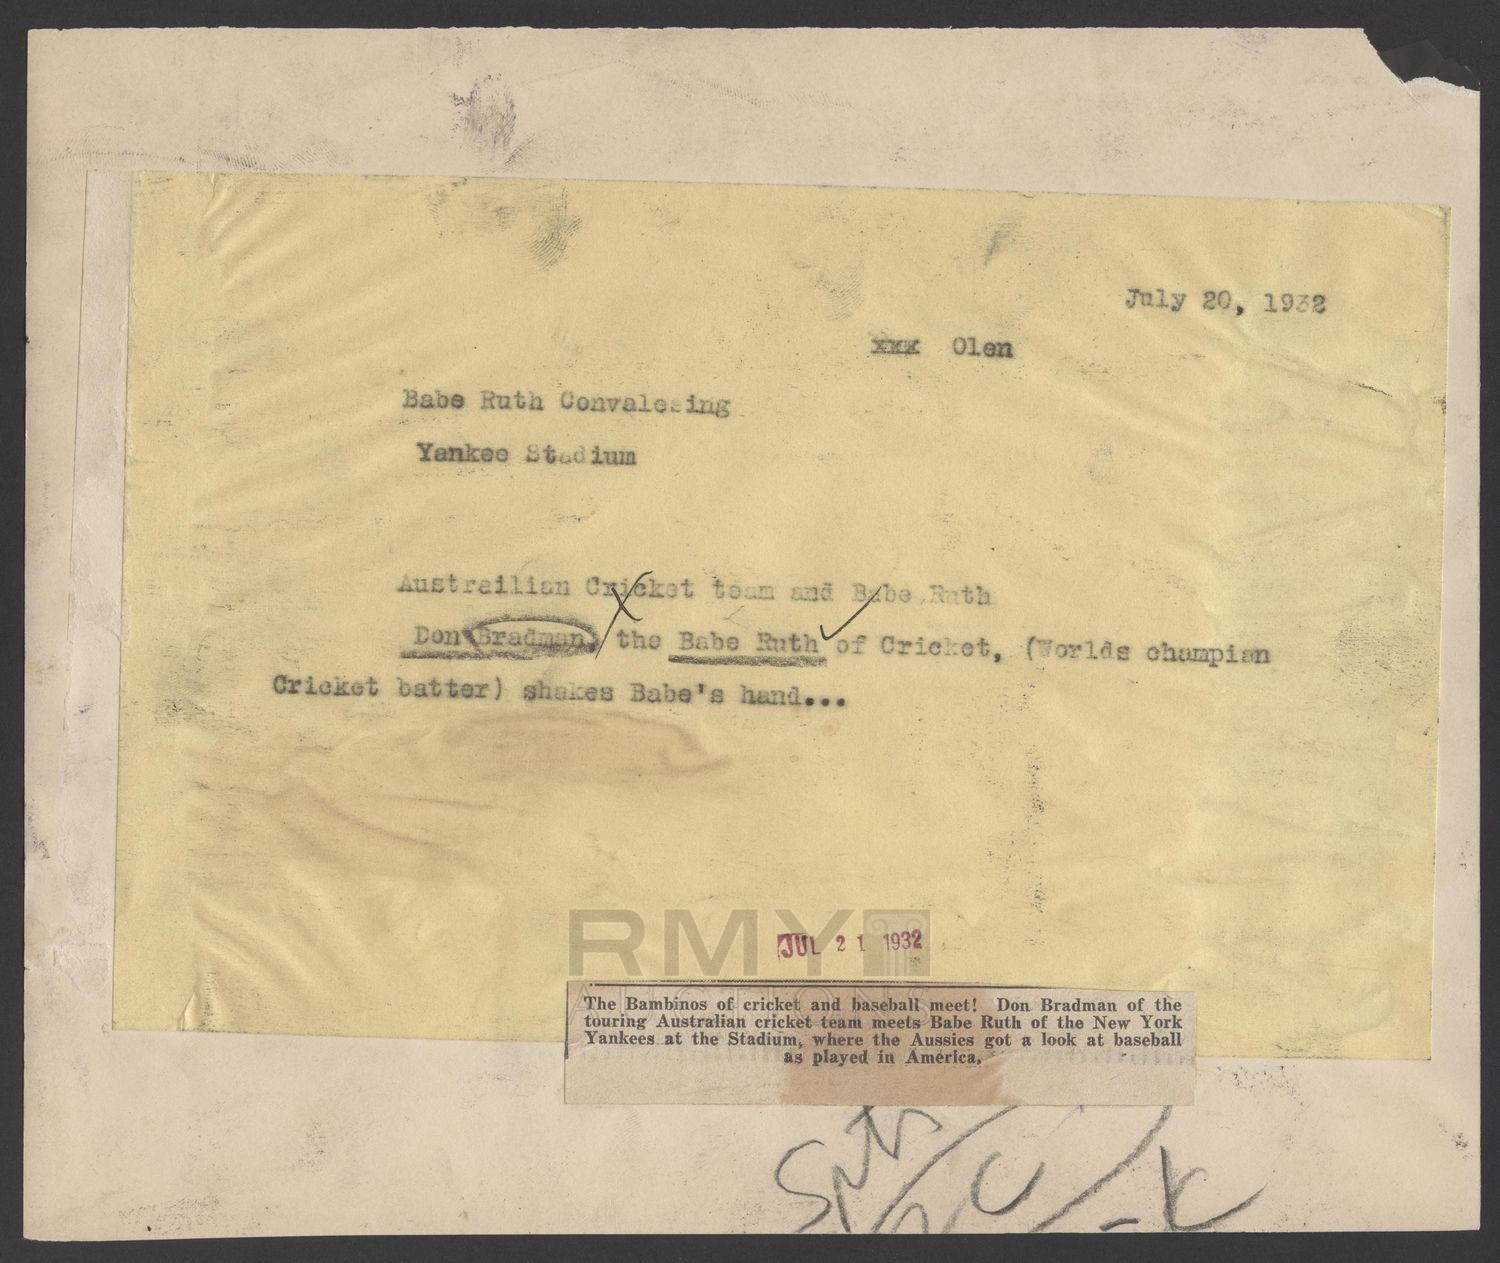 July 20, 1932
xxx Olen
Babe Ruth Convalesing
Yankee Stadium
Austrailian Cricket team and Babe Ruth
Don Bradman, the Babe Ruth of Cricket, (Worlds champian
Cricket batter) shakes Babe's hand...
RMY
JUL 21 1932
AUCTIONS
The Bambinos of cricket and baseball meet! Don Bradman of the
touring Australian cricket team meets Babe Ruth of the New York
Yankees at the Stadium, where the Aussies got a look at baseball
as played in America.